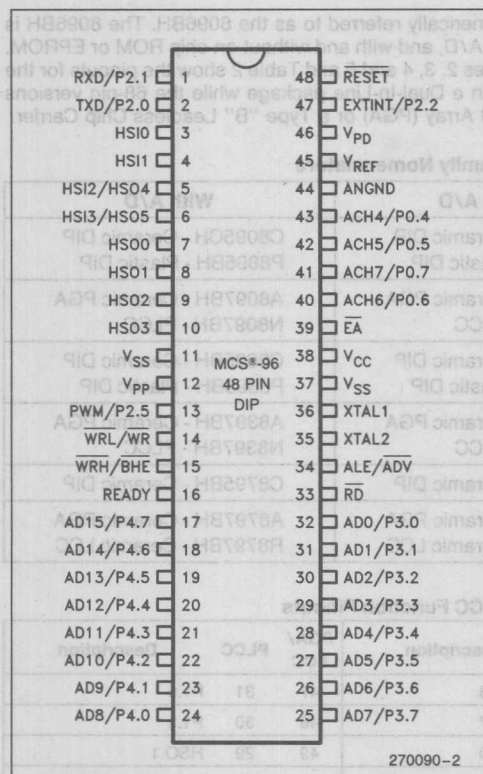 RXD/P2.1 1 48 RESET
TXD/P2.0 2 47 EXTINT/P2.2
HSI0 3 46 VPD
HSI1 4 45 VREF
HSI2/HSO4 5 44 ANGND
HSI3/HSO5 6 43 ACH4/P0.4
HSO0 7 42 ACH5/P0.5
HSO1 8 41 ACH7/P0.7
HSO2 9 40 ACH6/P0.6
HSO3 10 39 EA
VSS 11 MCS®-96 38 VCC
VPP 12 48 PIN 37 VSS
PWM/P2.5 13 DIP 36 XTAL1
WRL/WR 14 35 XTAL2
WRH/BHE 15 34 ALE/ADV
READY 16 33 RD
AD15/P4.7 17 32 AD0/P3.0
AD14/P4.6 18 31 AD1/P3.1
AD13/P4.5 19 30 AD2/P3.2
AD12/P4.4 20 29 AD3/P3.3
AD11/P4.3 21 28 AD4/P3.4
AD10/P4.2 22 27 AD5/P3.5
AD9/P4.1 23 26 AD6/P3.6
AD8/P4.0 24 25 AD7/P3.7
270090-2